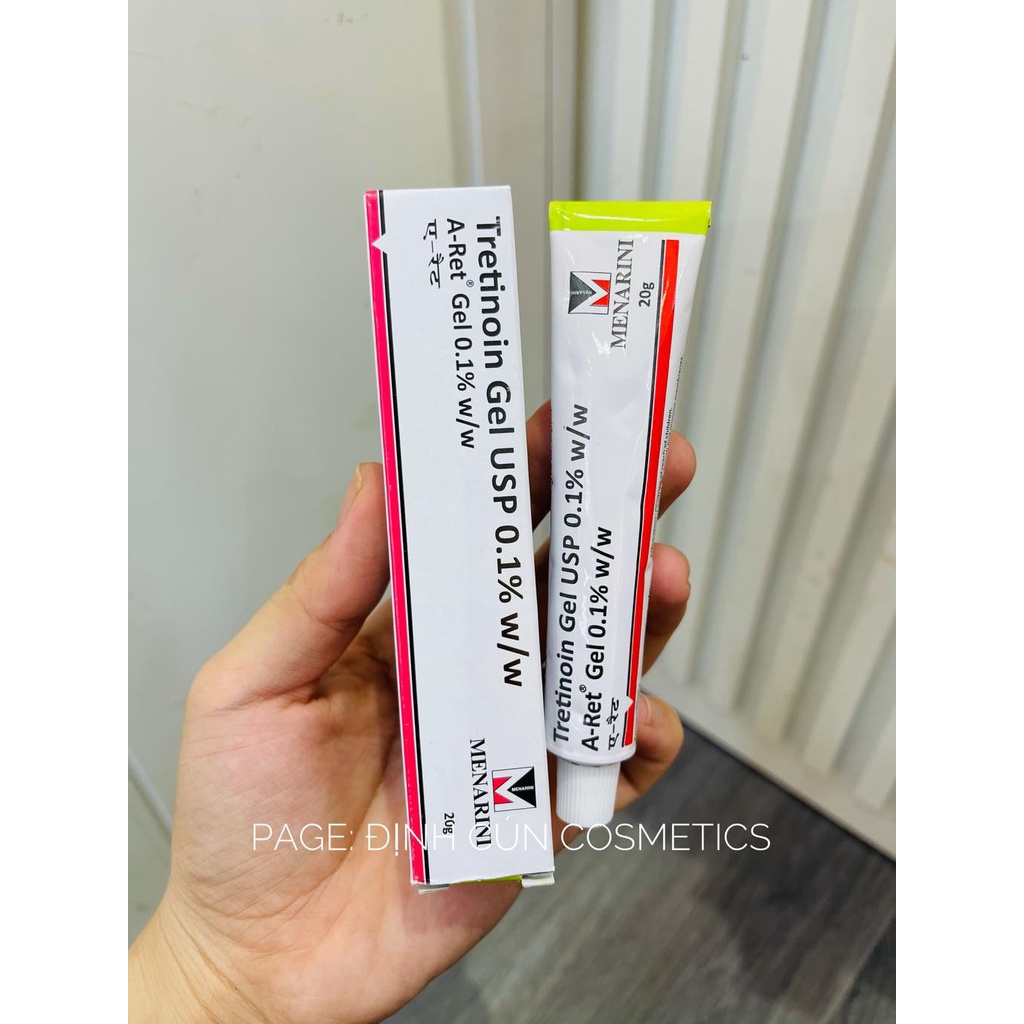 Tretinoin Gel USP 0.1% w/w
A-Ret® Gel 0.1% w/w
ए-रैट
MENARINI
MENARINI
20g
MENARINI
MENARINI
20g
Tretinoin Gel USP 0.1% w/w
A-Ret® Gel 0.1% w/w
ए-रैट
PAGE: ĐỊNH CÚN COSMETICS